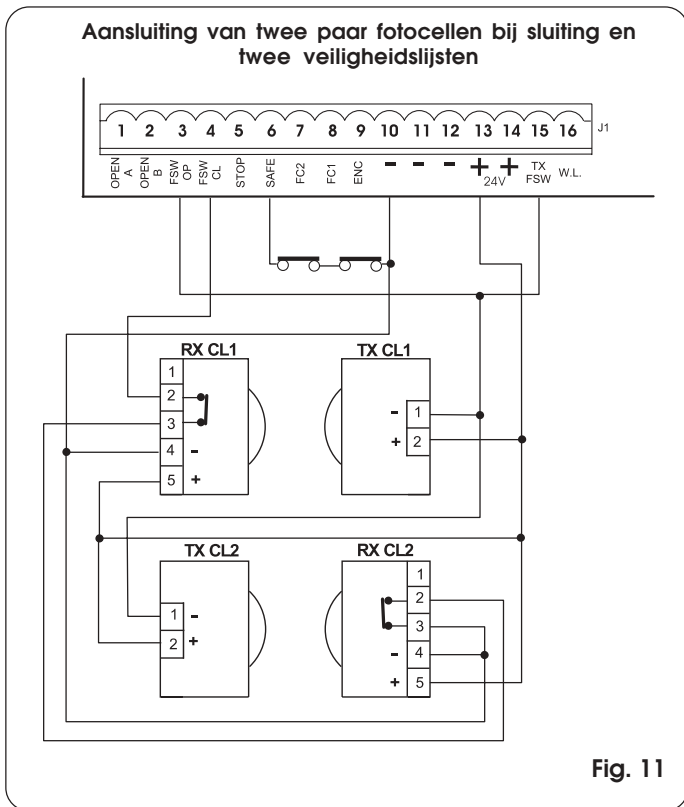 Aansluiting van twee paar fotocellen bij sluiting en
twee veiligheidslijsten
1 2 3 4 5 6 7 8 9 10 11 12 13 14 15 16 J1
OPEN A OPEN B FSW OP FSW CL STOP SAFE FC2 FC1 ENC - - - + + 24V TX FSW W.L.
RX CL1 TX CL1
1
2
3
4 -
5 +
- 1
+ 2
TX CL2 RX CL2
1 -
2 +
1
2
3
- 4
+ 5
Fig. 11